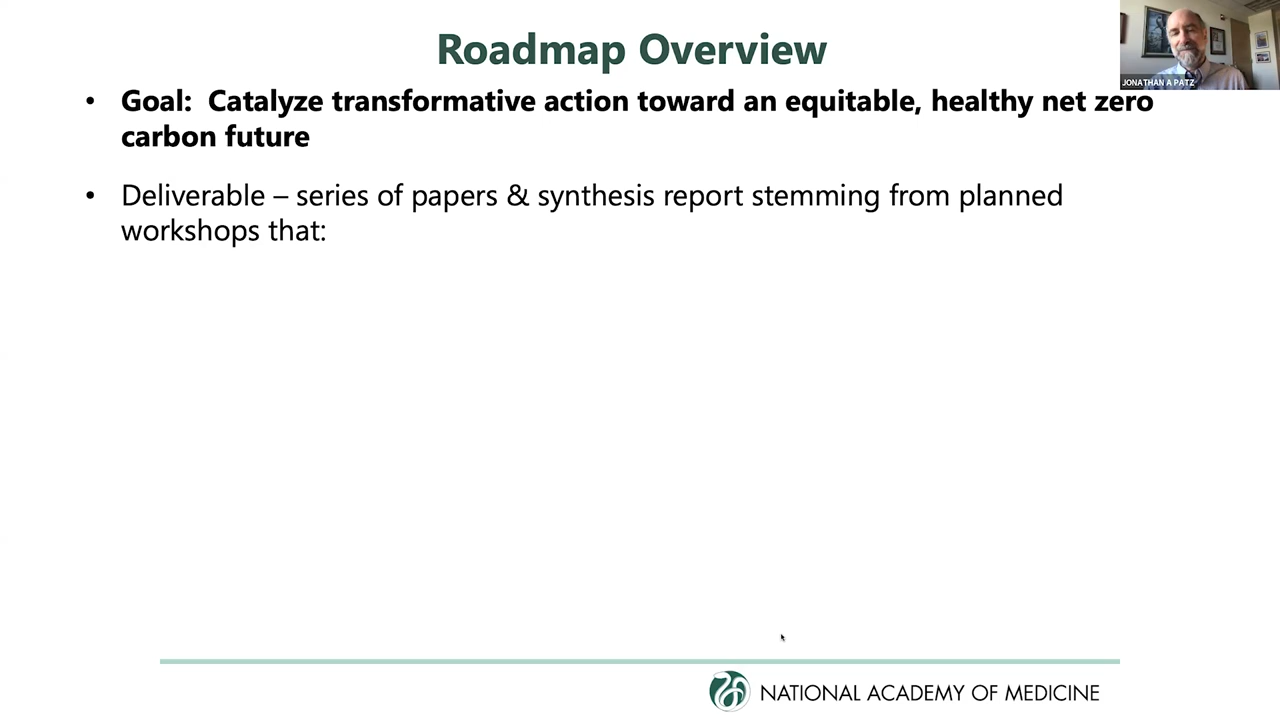 Roadmap Overview
JONATHAN A PATZ
• Goal: Catalyze transformative action toward an equitable, healthy net zero
carbon future
• Deliverable – series of papers & synthesis report stemming from planned
workshops that:
NATIONAL ACADEMY OF MEDICINE